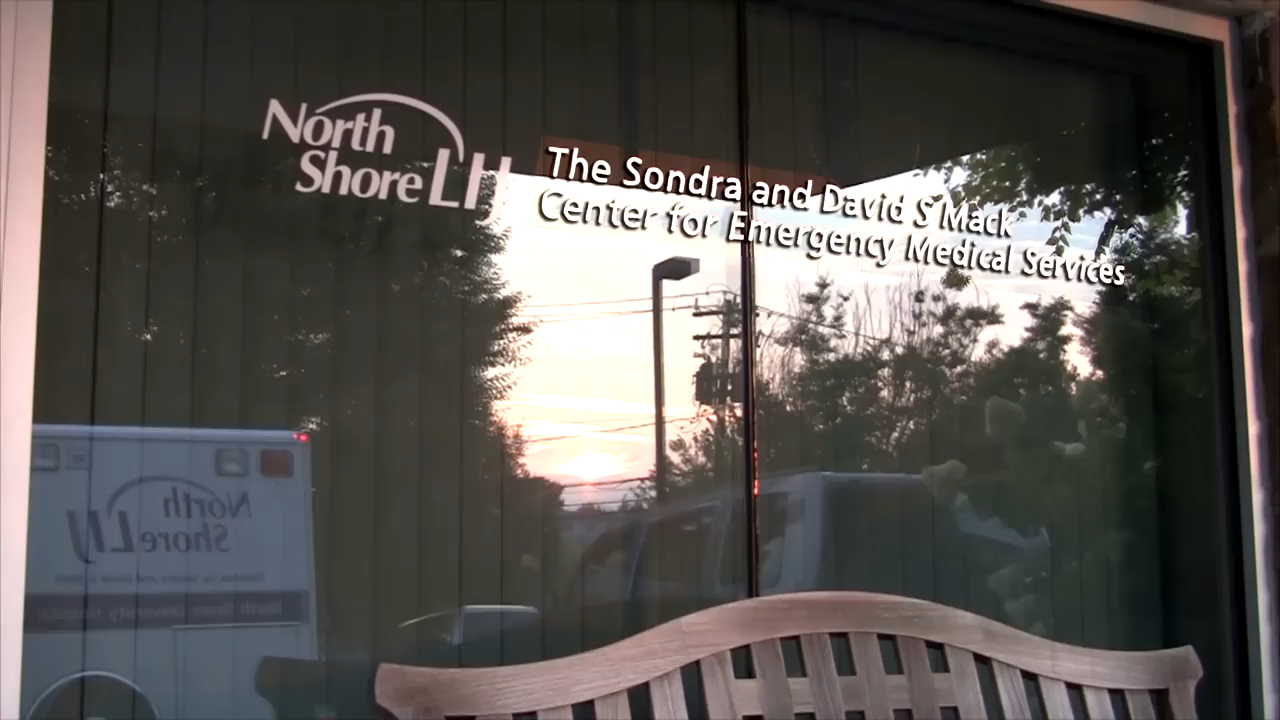 North
Shore LIJ
The Sondra and David S Mack
Center for Emergency Medical Services
North
Shore LIJ